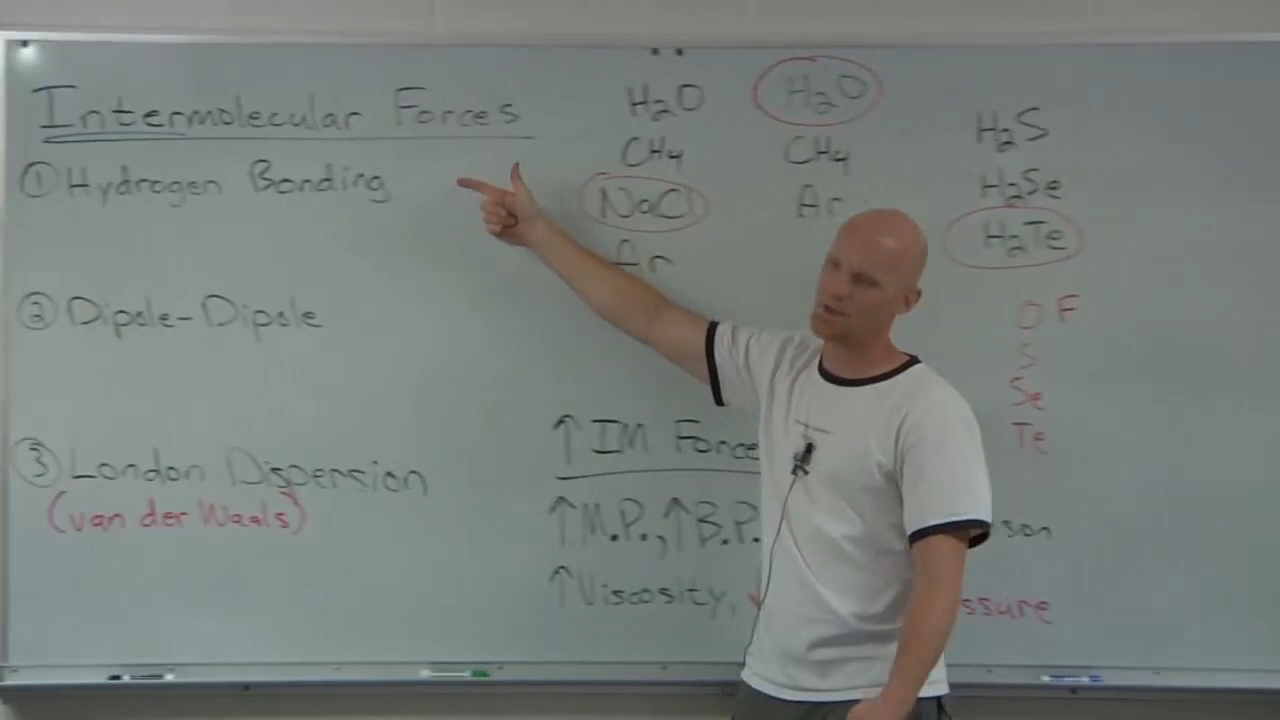 Intermolecular Forces
① Hydrogen Bonding
② Dipole-Dipole
③ London Dispersion
(van der Waals)
H₂O
CH₄
NaCl
Ar
H₂O
CH₄
Ar
H₂S
H₂Se
H₂Te
O F
S
Se
Te
↑ IM Force
↑M.P., ↑B.P.
↑Viscosity, ↓